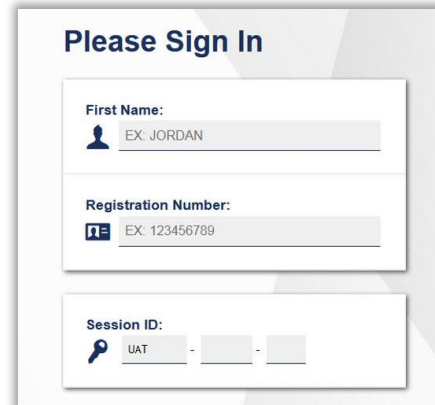 Please Sign In
First Name:
EX: JORDAN
Registration Number:
EX: 123456789
Session ID:
UAT - -